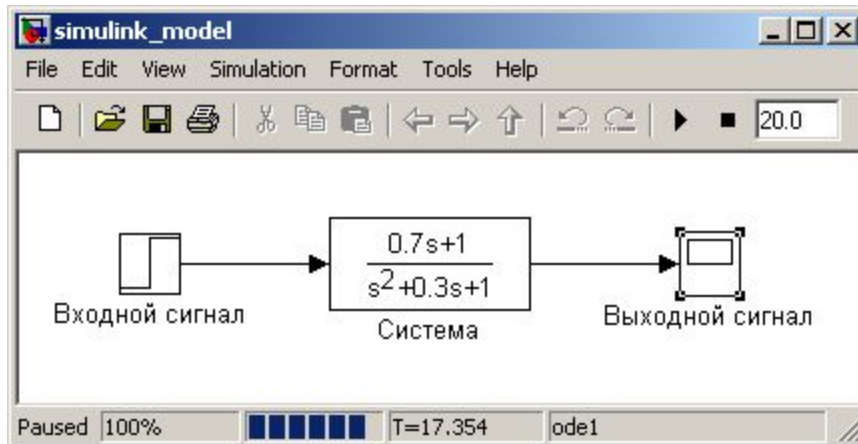 simulink_model
File Edit View Simulation Format Tools Help
20.0
0.7s+1
s²+0.3s+1
Входной сигнал
Система
Выходной сигнал
Paused 100% T=17.354 ode1